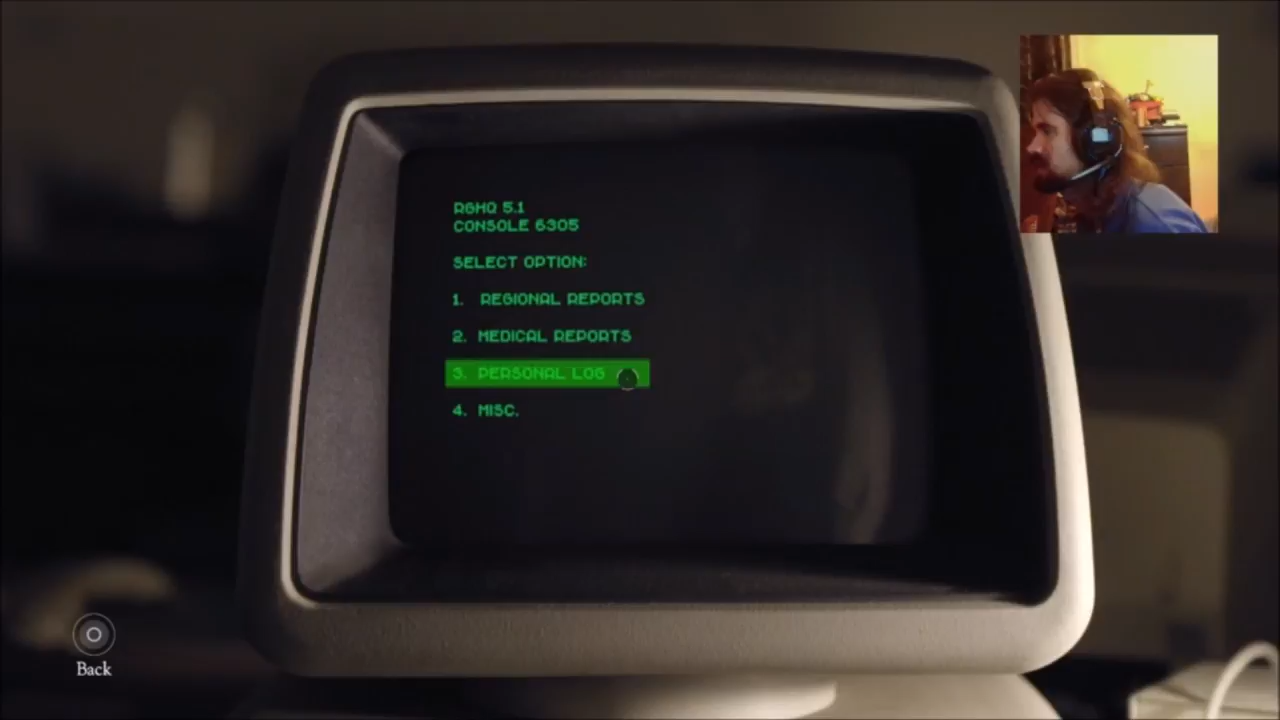 RGHQ 5.1
CONSOLE 6305
SELECT OPTION:
1. REGIONAL REPORTS
2. MEDICAL REPORTS
3. PERSONAL LOG
4. MISC.
Back